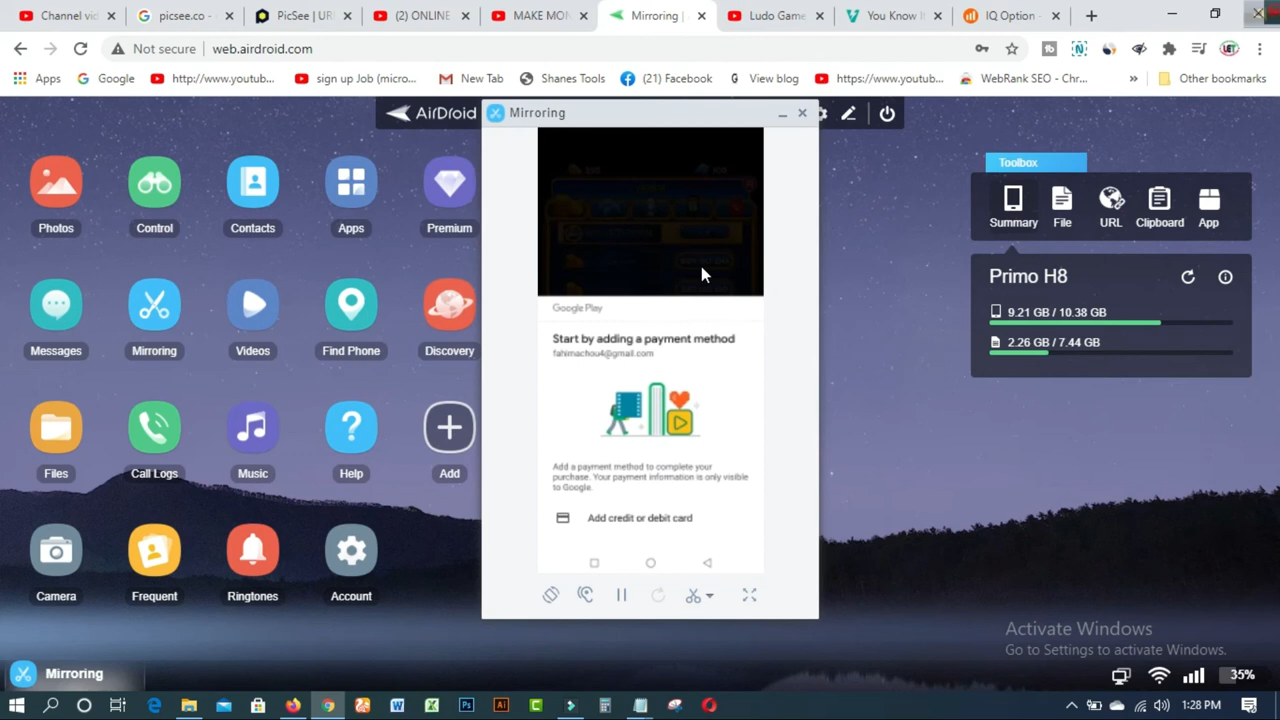 Channel vid
picsee.co -
PicSee | URL
(2) ONLINE
MAKE MON
Mirroring |
Ludo Game
You Know I
IQ Option -
Not secure
web.airdroid.com
Apps
Google
http://www.youtub...
sign up Job (micro...
New Tab
Shanes Tools
(21) Facebook
View blog
https://www.youtub...
WebRank SEO - Chr...
»
Other bookmarks
AirDroid
Mirroring
Toolbox
Photos
Control
Contacts
Apps
Premium
Summary
File
URL
Clipboard
App
Primo H8
9.21 GB / 10.38 GB
2.26 GB / 7.44 GB
Google Play
Start by adding a payment method
fahimachou4@gmail.com
Add a payment method to complete your
purchase. Your payment information is only visible
to Google.
Add credit or debit card
Messages
Mirroring
Videos
Find Phone
Discovery
Files
Call Logs
Music
Help
Add
Camera
Frequent
Ringtones
Account
Activate Windows
Go to Settings to activate Windows.
Mirroring
35%
1:28 PM